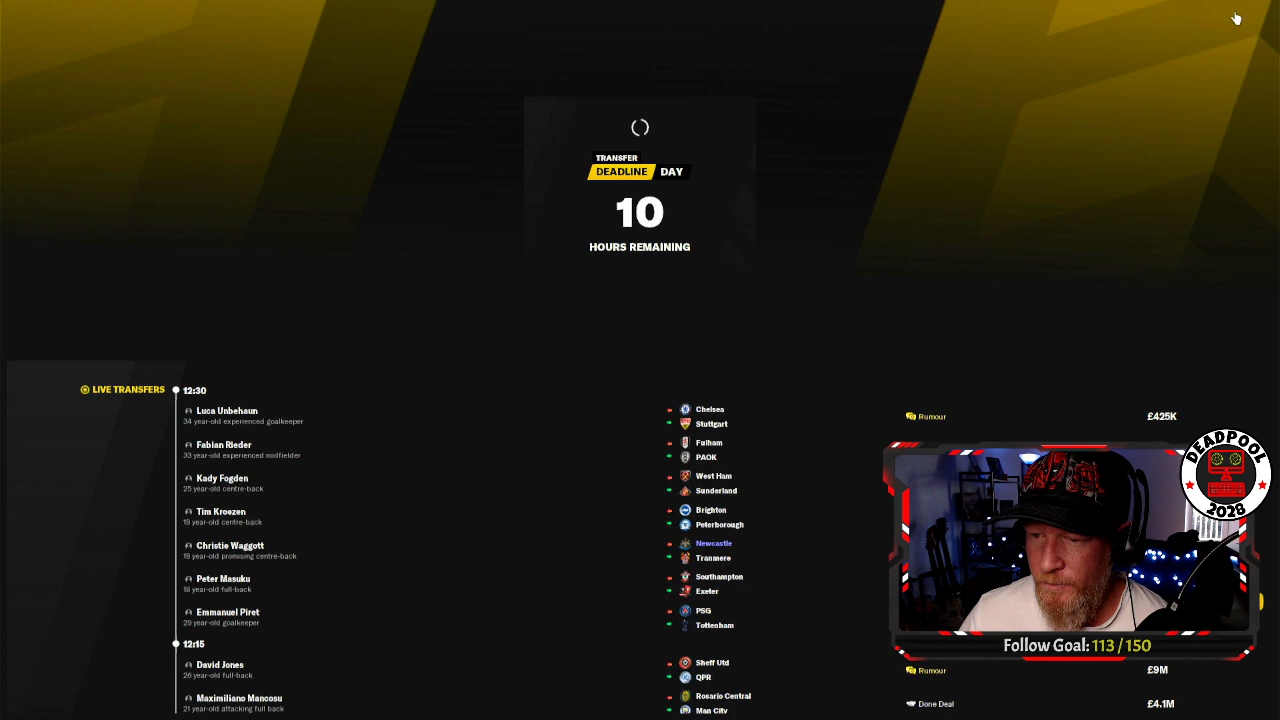 TRANSFER
DEADLINE DAY
10
HOURS REMAINING
LIVE TRANSFERS
12:30
Luca Unbehaun
34 year-old experienced goalkeeper
Chelsea
Stuttgart
Rumour
£425K
Fabian Rieder
33 year-old experienced midfielder
Fulham
PAOK
Kady Fogden
25 year-old centre-back
West Ham
Sunderland
Tim Kroezen
19 year-old centre-back
Brighton
Peterborough
Christie Waggott
19 year-old promising centre-back
Newcastle
Tranmere
Peter Masuku
18 year-old full-back
Southampton
Exeter
Emmanuel Piret
29 year-old goalkeeper
PSG
Tottenham
12:15
David Jones
26 year-old full-back
Sheff Utd
QPR
Rumour
£9M
Maximiliano Mancosu
21 year-old attacking full back
Rosario Central
Man City
Done Deal
£4.1M
DEADPOOL
2028
Follow Goal: 113 / 150